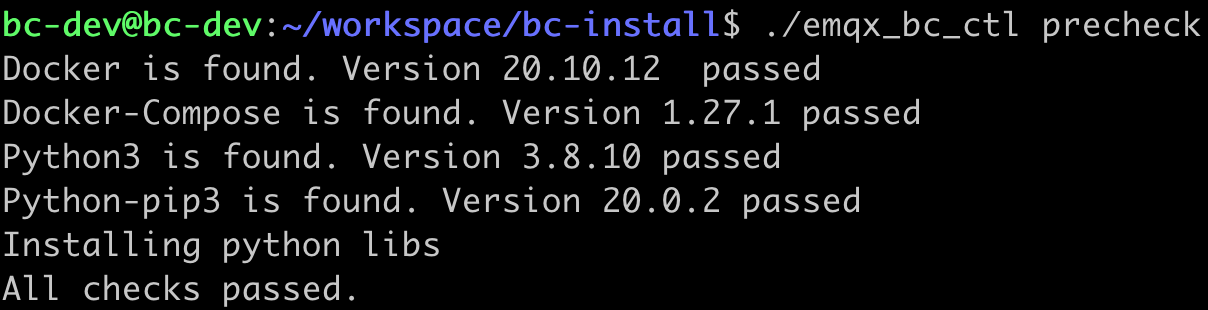 bc-dev@bc-dev:~/workspace/bc-install$ ./emqx_bc_ctl precheck
Docker is found. Version 20.10.12  passed
Docker-Compose is found. Version 1.27.1 passed
Python3 is found. Version 3.8.10 passed
Python-pip3 is found. Version 20.0.2 passed
Installing python libs
All checks passed.